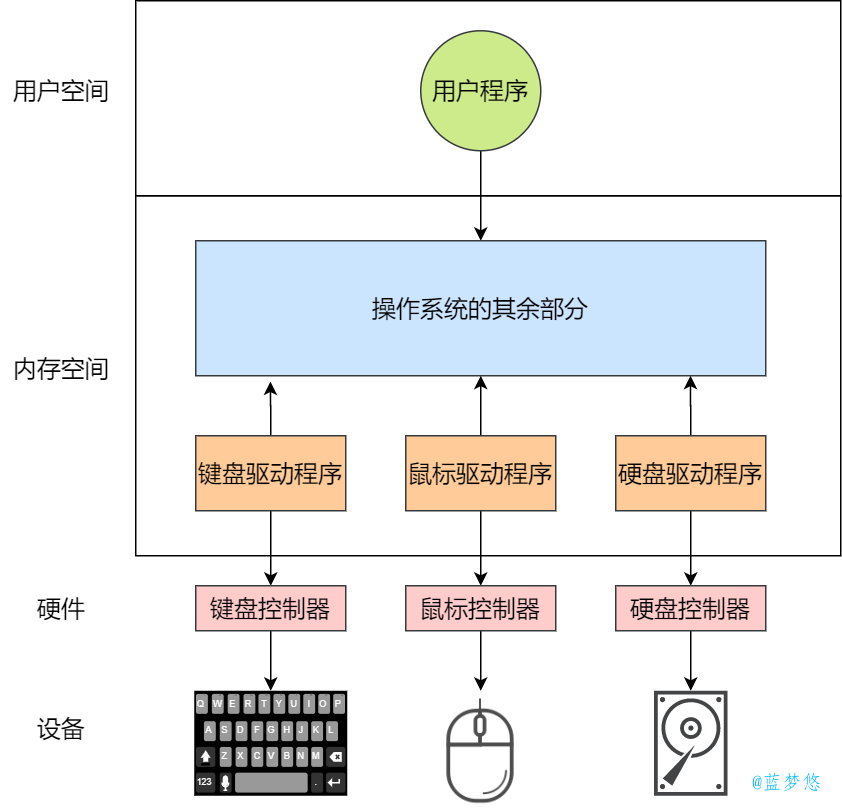 用户空间
用户程序
操作系统的其余部分
内存空间
键盘驱动程序
鼠标驱动程序
硬盘驱动程序
硬件
键盘控制器
鼠标控制器
硬盘控制器
设备
Q W E R T Y U I O P
A S D F G H J K L
Z X C V B N M
123 .
@蓝梦悠